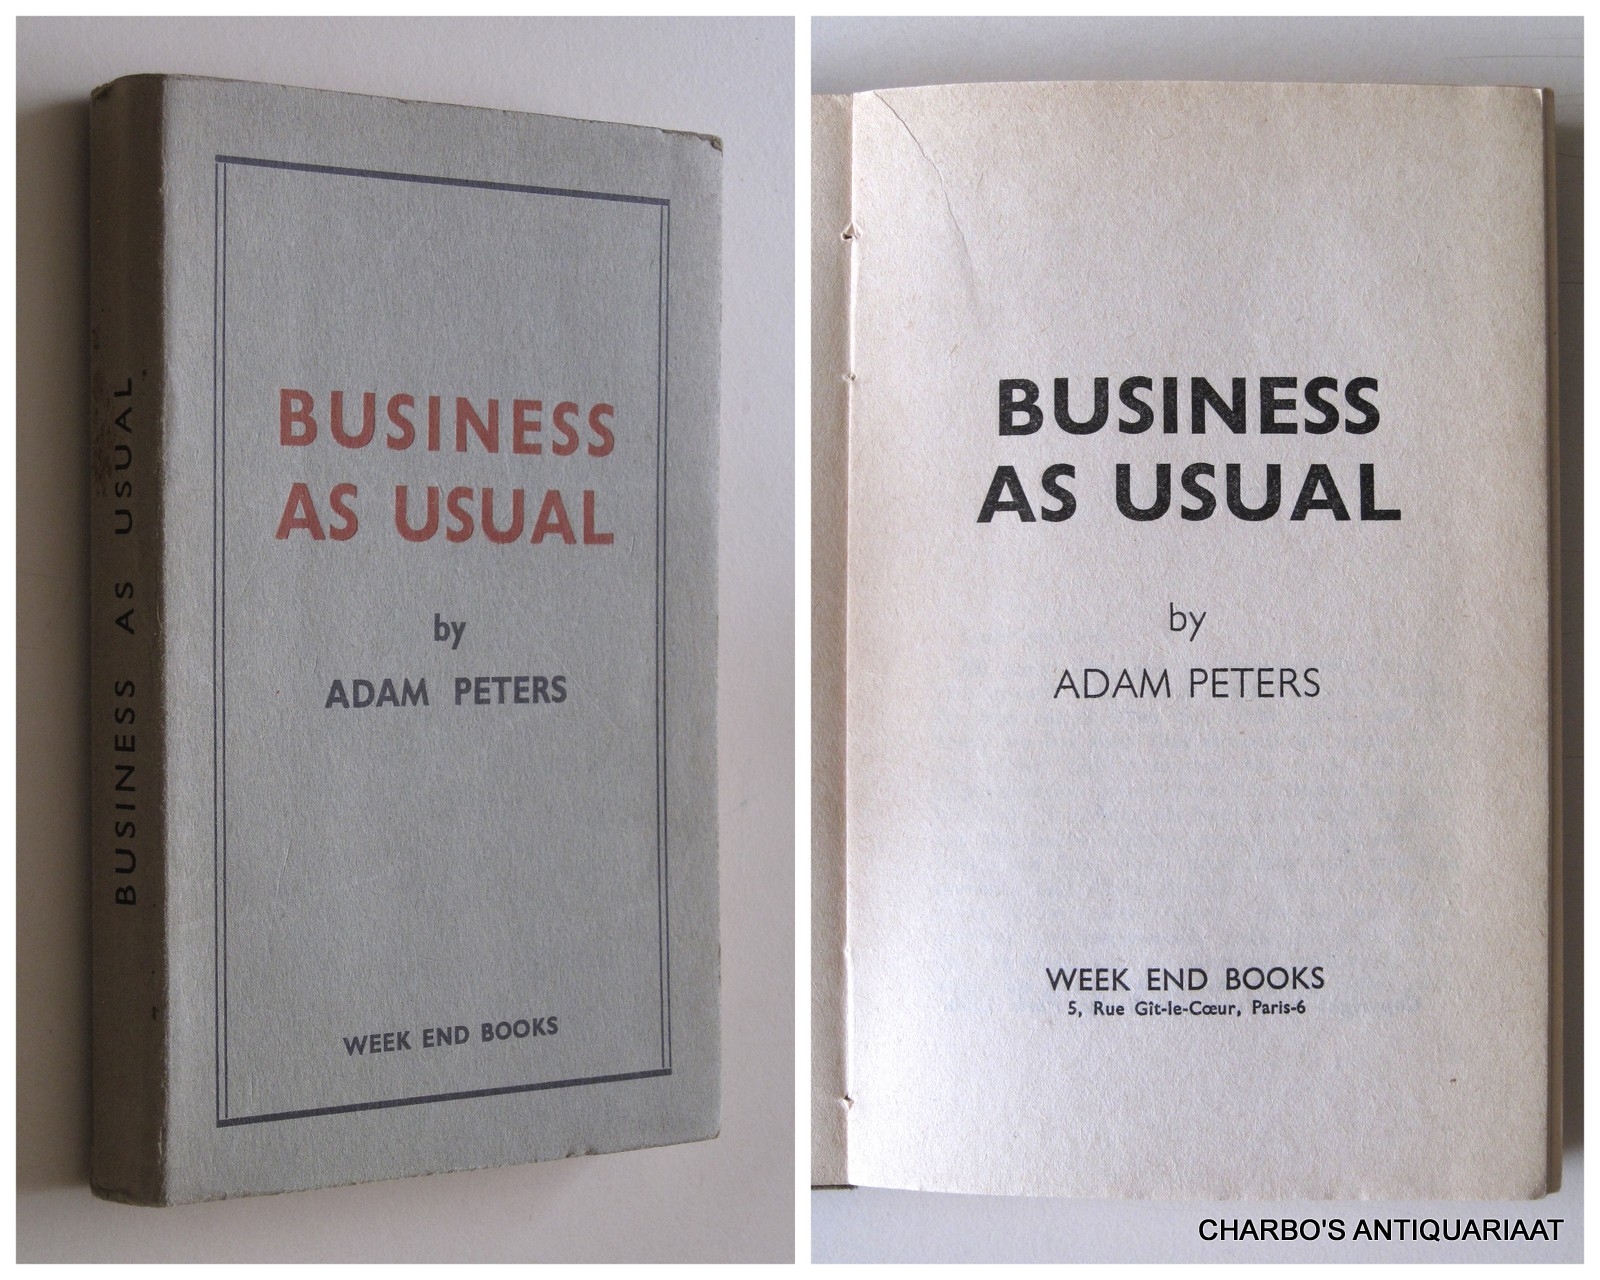 BUSINESS AS USUAL
BUSINESS
AS USUAL
by
ADAM PETERS
WEEK END BOOKS
BUSINESS
AS USUAL
by
ADAM PETERS
WEEK END BOOKS
5, Rue Gît-le-Cœur, Paris-6
CHARBO'S ANTIQUARIAAT